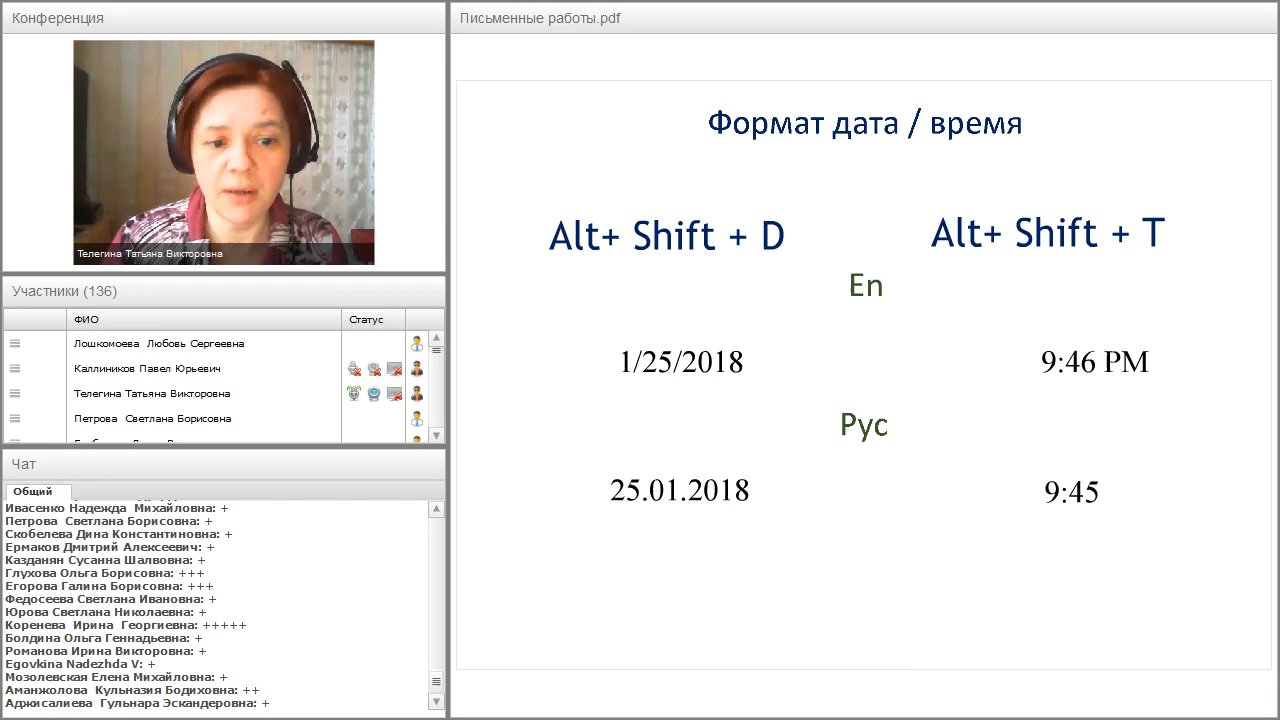 Конференция
Телегина Татьяна Викторовна
Участники (136)
ФИО
Статус
Лошкомоева Любовь Сергеевна
Каллиников Павел Юрьевич
Телегина Татьяна Викторовна
Петрова Светлана Борисовна
Чат
Общий
Ивасенко Надежда Михайловна: +
Петрова Светлана Борисовна: +
Скобелева Дина Константиновна: +
Ермаков Дмитрий Алексеевич: +
Казданян Сусанна Шалвовна: +
Глухова Ольга Борисовна: +++
Егорова Галина Борисовна: +++
Федосеева Светлана Ивановна: +
Юрова Светлана Николаевна: +
Коренева Ирина Георгиевна: +++++
Болдина Ольга Геннадьевна: +
Романова Ирина Викторовна: +
Egovkina Nadezhda V: +
Мозолевская Елена Михайловна: +
Аманжолова Кульназия Бодиховна: ++
Аджисалиева Гульнара Эскандеровна: +
Письменные работы.pdf
Формат дата / время
Alt+ Shift + D
Alt+ Shift + T
En
1/25/2018
9:46 PM
Рус
25.01.2018
9:45